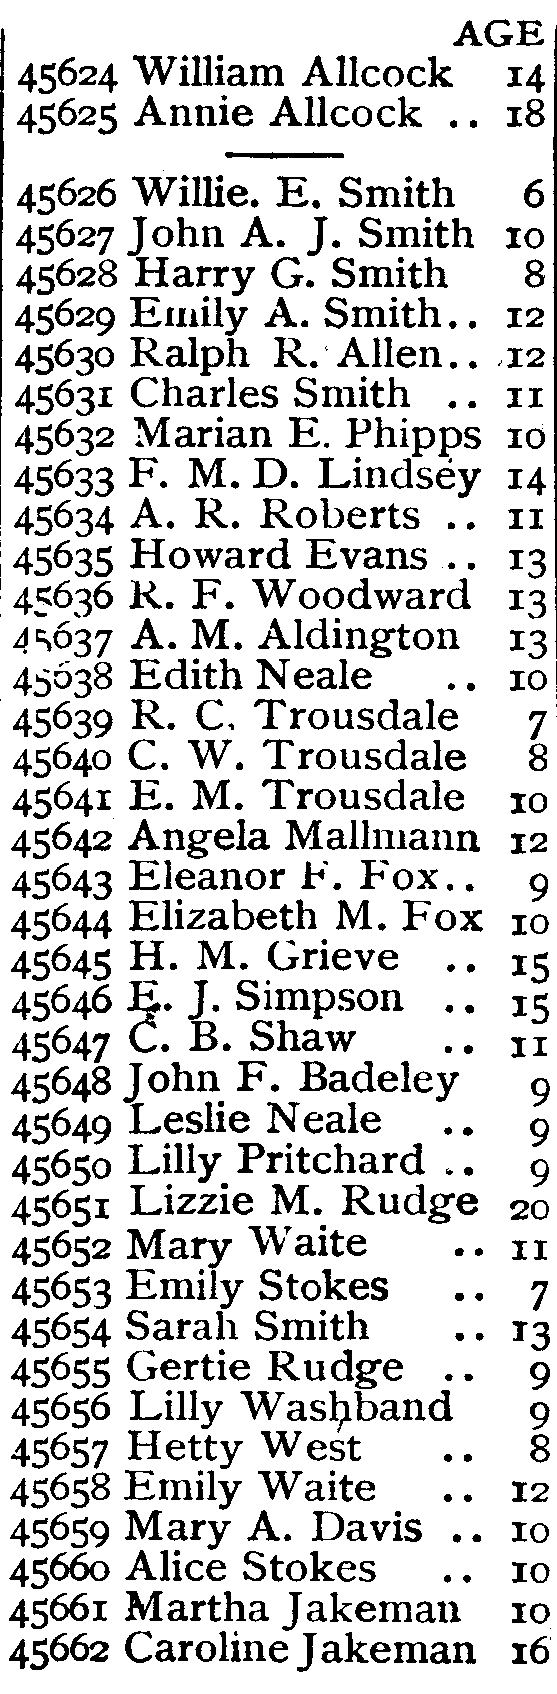 AGE
45624 William Allcock 14
45625 Annie Allcock .. 18
45626 Willie. E. Smith 6
45627 John A. J. Smith 10
45628 Harry G. Smith 8
45629 Emily A. Smith.. 12
45630 Ralph R. Allen.. 12
45631 Charles Smith .. 11
45632 Marian E. Phipps 10
45633 F. M. D. Lindsey 14
45634 A. R. Roberts .. 11
45635 Howard Evans .. 13
45636 R. F. Woodward 13
45637 A. M. Aldington 13
45638 Edith Neale .. 10
45639 R. C. Trousdale 7
45640 C. W. Trousdale 8
45641 E. M. Trousdale 10
45642 Angela Mallmann 12
45643 Eleanor F. Fox.. 9
45644 Elizabeth M. Fox 10
45645 H. M. Grieve .. 15
45646 E. J. Simpson .. 15
45647 C. B. Shaw .. 11
45648 John F. Badeley 9
45649 Leslie Neale .. 9
45650 Lilly Pritchard .. 9
45651 Lizzie M. Rudge 20
45652 Mary Waite .. 11
45653 Emily Stokes .. 7
45654 Sarah Smith .. 13
45655 Gertie Rudge .. 9
45656 Lilly Washband 9
45657 Hetty West .. 8
45658 Emily Waite .. 12
45659 Mary A. Davis .. 10
45660 Alice Stokes .. 10
45661 Martha Jakeman 10
45662 Caroline Jakeman 16